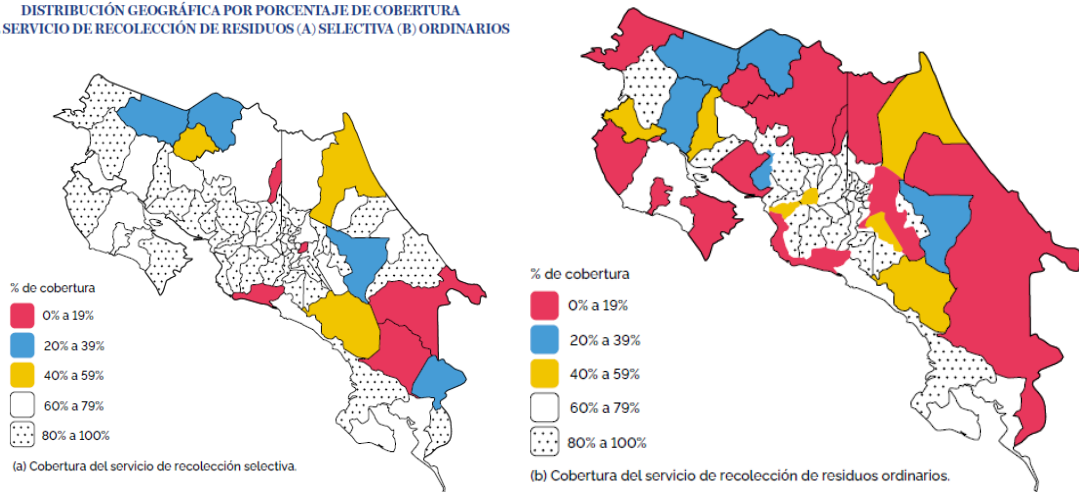 DISTRIBUCIÓN GEOGRÁFICA POR PORCENTAJE DE COBERTURA
SERVICIO DE RECOLECCIÓN DE RESIDUOS (A) SELECTIVA (B) ORDINARIOS
% de cobertura
0% a 19%
20% a 39%
40% a 59%
60% a 79%
80% a 100%
(a) Cobertura del servicio de recolección selectiva.
% de cobertura
0% a 19%
20% a 39%
40% a 59%
60% a 79%
80% a 100%
(b) Cobertura del servicio de recolección de residuos ordinarios.